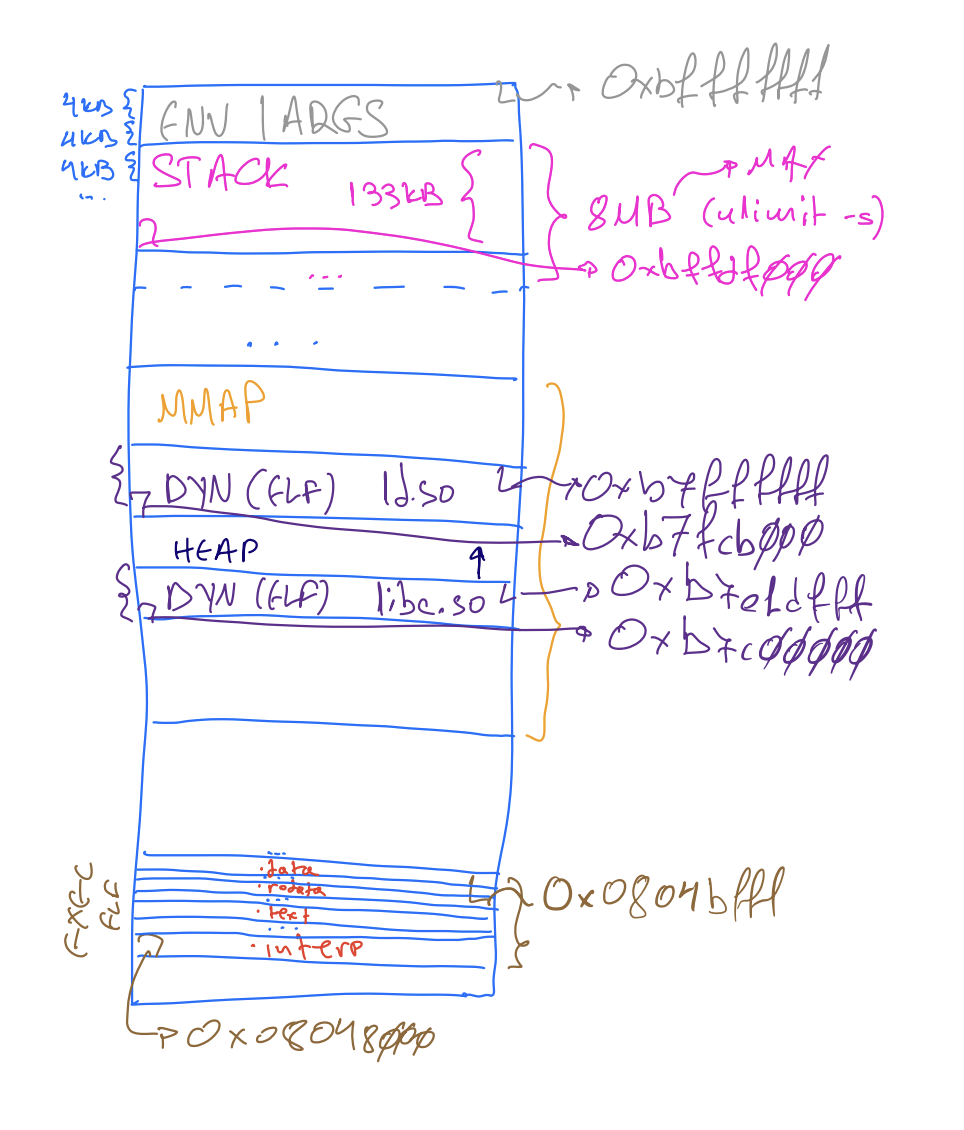 0xbfffffff
4kB
ENV | ARGS
4kB
4kB
...
STACK
133kB
MAX
8MB (ulimit -s)
0xbffdf000
...
...
MMAP
DYN (ELF) ld.so
0xb7ffffff
0xb7fcb000
HEAP
DYN (ELF) libc.so
0xb7e1dfff
0xb7c00000
...
.data
.rodata
...
.text
...
.interp
EXEC
ELF
0x0804bfff
0x08048000